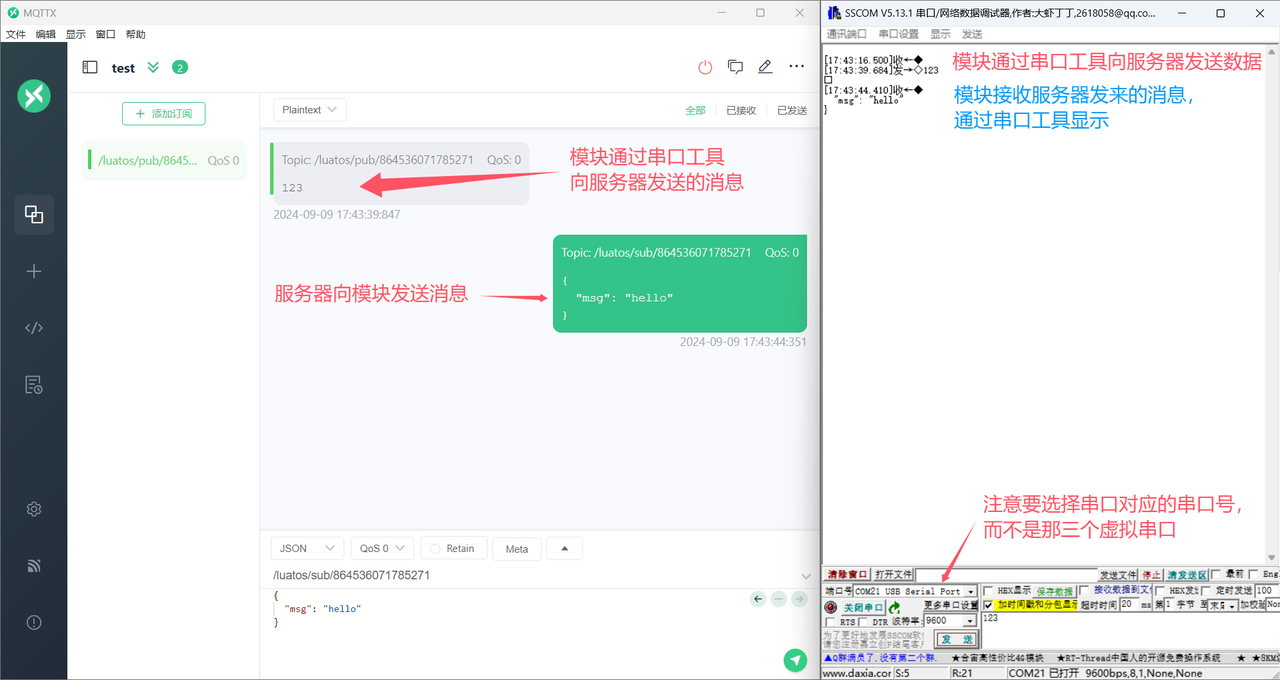 MQTTX
文件 编辑 显示 窗口 帮助
test
2
添加订阅
/luatos/pub/8645... QoS 0
Plaintext
全部 已接收 已发送
Topic: /luatos/pub/864536071785271 QoS: 0
123
2024-09-09 17:43:39:847
模块通过串口工具
向服务器发送的消息
Topic: /luatos/sub/864536071785271 QoS: 0
{
"msg": "hello"
}
服务器向模块发送消息
2024-09-09 17:43:44:351
JSON QoS 0 Retain Meta
/luatos/sub/864536071785271
{
"msg": "hello"
}
SSCOM V5.13.1 串口/网络数据调试器,作者:大虾丁丁,2618058@qq.co...
通讯端口 串口设置 显示 发送
[17:43:16.500]收←◆
[17:43:39.684]发→◇123
□
[17:43:44.410]收←◆
"msg": "hello"
}
模块通过串口工具向服务器发送数据
模块接收服务器发来的消息，
通过串口工具显示
注意要选择串口对应的串口号，
而不是那三个虚拟串口
清除窗口 打开文件 发送文件 停止 清发送区 最前 Eng
端口号 COM21 USB Serial Port HEX显示 保存数据 接收数据到文 HEX发 定时发送 100
关闭串口 更多串口设置 加时间戳和分包显示 超时时间 20 ms 第1 字节 至 末尾 加校验 Non
RTS DTR 波特率: 9600 123
为了更好地发展SSCOM软
请您注册嘉立创F结尾客
发 送
▲Q群满员了,没有第二个群. ★合宙高性价比4G模块 ★RT-Thread中国人的开源免费操作系统 ★ ★8KM
www.daxia.cor S:5 R:21 COM21 已打开 9600bps,8,1,None,None